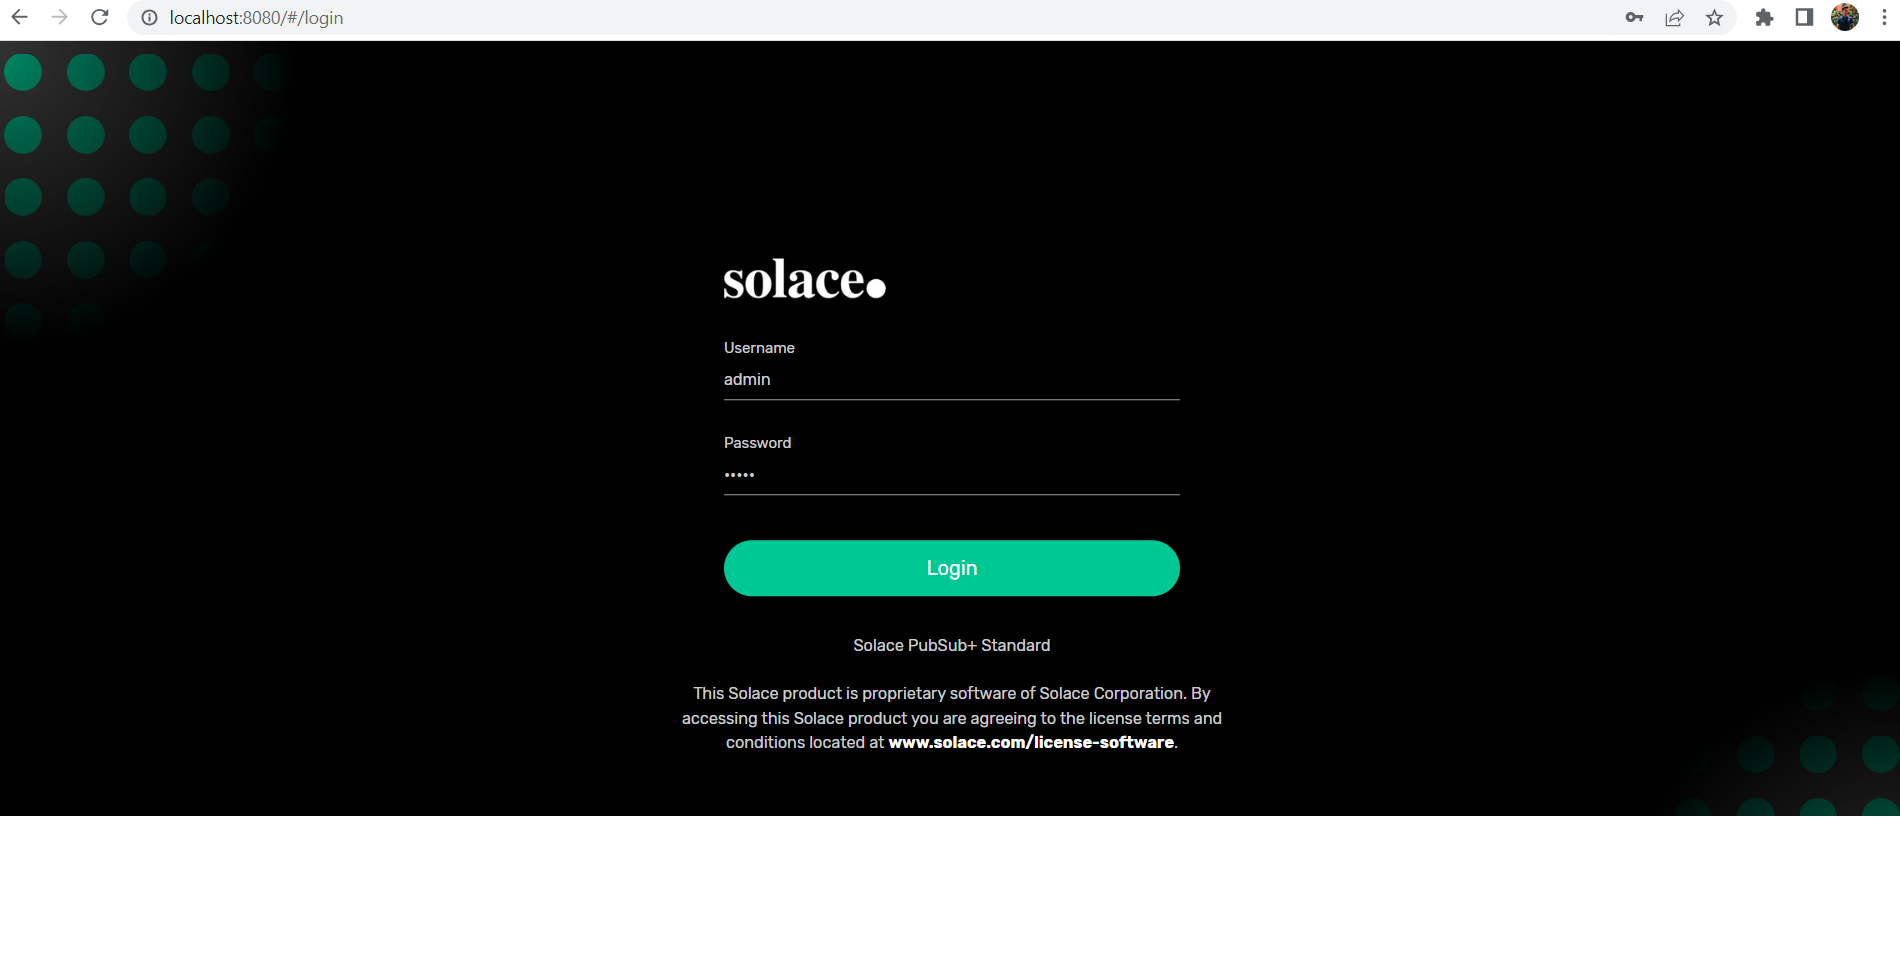 localhost:8080/#/login
solace.
Username
admin
Password
•••••
Login
Solace PubSub+ Standard
This Solace product is proprietary software of Solace Corporation. By
accessing this Solace product you are agreeing to the license terms and
conditions located at www.solace.com/license-software.